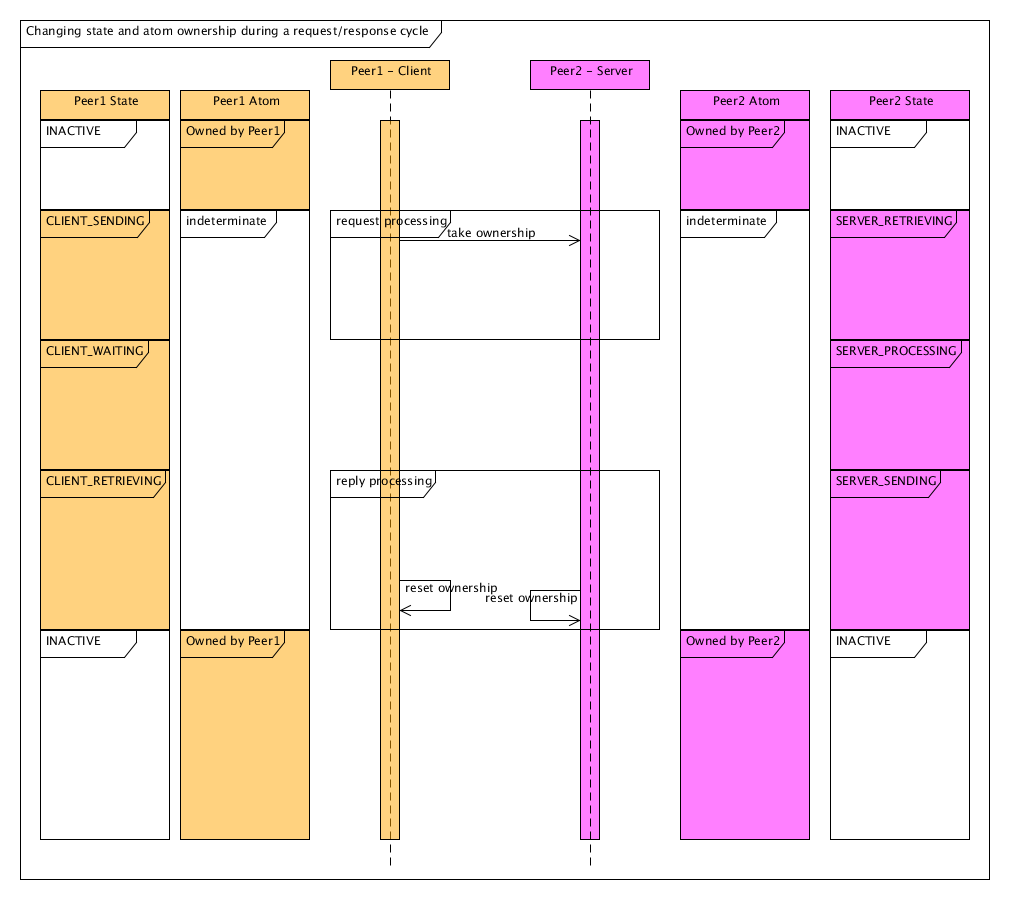 Changing state and atom ownership during a request/response cycle
Peer1 - Client
Peer2 - Server
Peer1 State
Peer1 Atom
Peer2 Atom
Peer2 State
INACTIVE
Owned by Peer1
Owned by Peer2
INACTIVE
CLIENT_SENDING
indeterminate
request processing
indeterminate
SERVER_RETRIEVING
take ownership
CLIENT_WAITING
SERVER_PROCESSING
CLIENT_RETRIEVING
reply processing
SERVER_SENDING
reset ownership
reset ownership
INACTIVE
Owned by Peer1
Owned by Peer2
INACTIVE